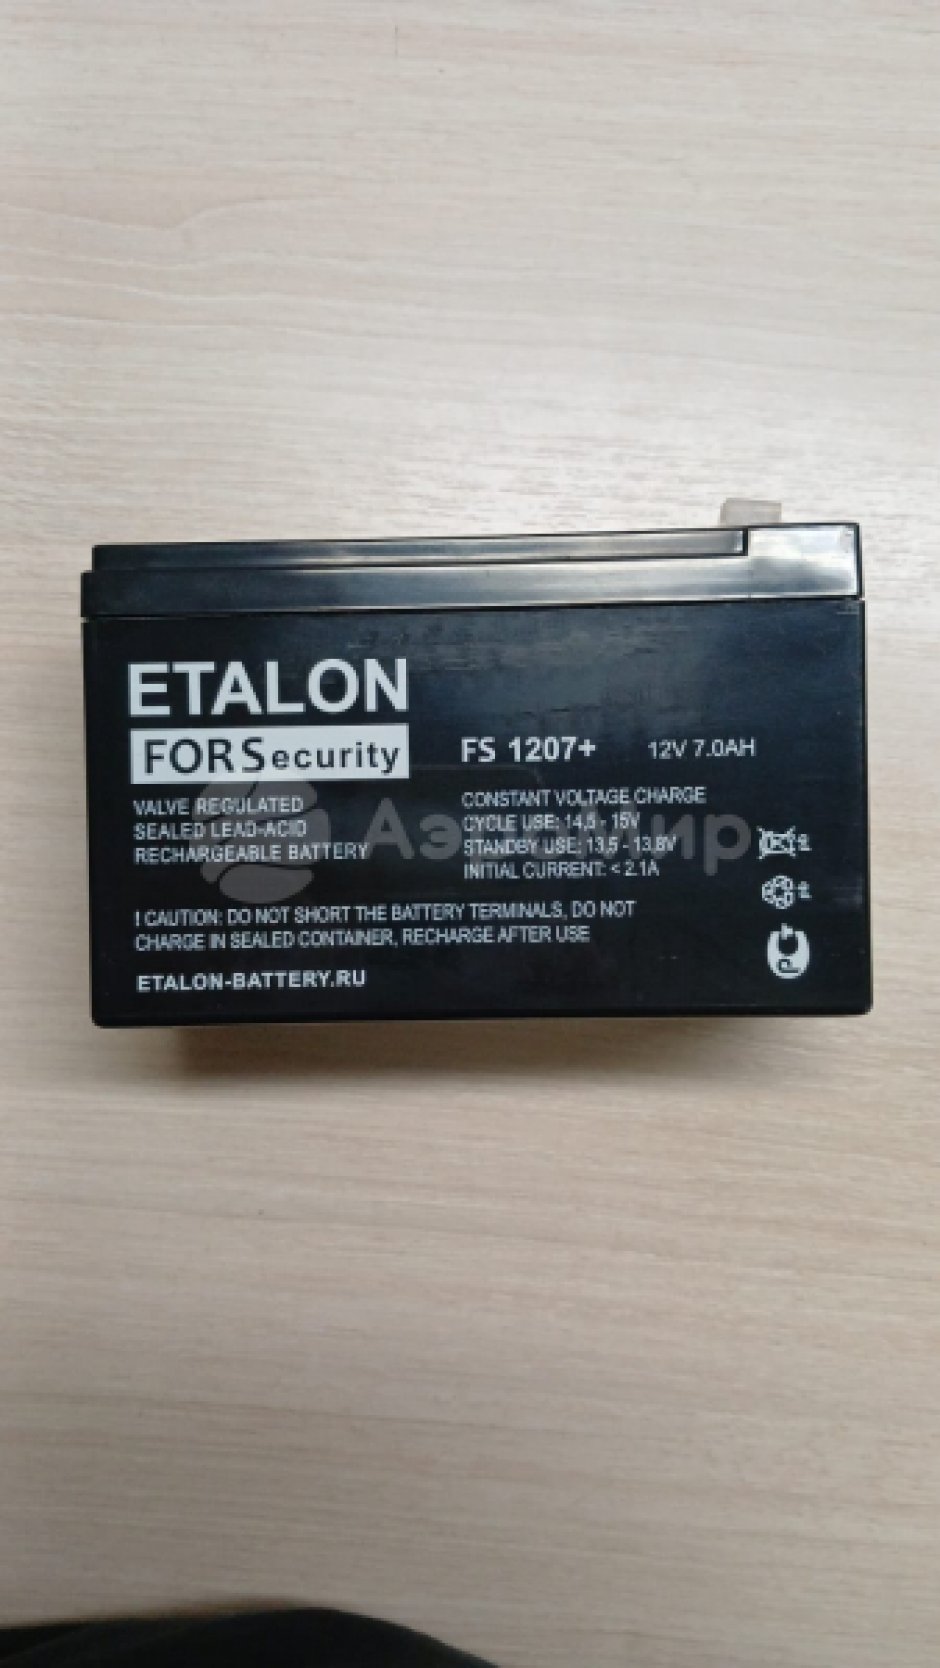 ETALON
FORSecurity
FS 1207+ 12V 7.0AH
VALVE REGULATED
SEALED LEAD-ACID
RECHARGEABLE BATTERY
CONSTANT VOLTAGE CHARGE
CYCLE USE: 14,5 - 15V
STANDBY USE: 13,5 - 13,8V
INITIAL CURRENT: < 2.1A
! CAUTION: DO NOT SHORT THE BATTERY TERMINALS, DO NOT
CHARGE IN SEALED CONTAINER, RECHARGE AFTER USE
ETALON-BATTERY.RU
АэроМир